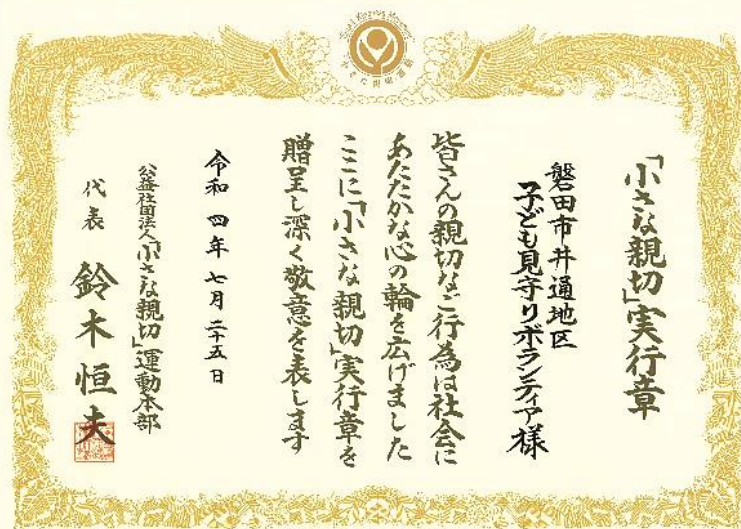 「小さな親切」実行章
磐田市井通地区
子ども見守りボランティア様
皆さんの親切なご行為は社会に
あたたかな心の輪を広げました
ここに「小さな親切」実行章を
贈呈し深く敬意を表します
令和四年七月二十五日
公益社団法人「小さな親切」運動本部
代表 鈴木恒夫